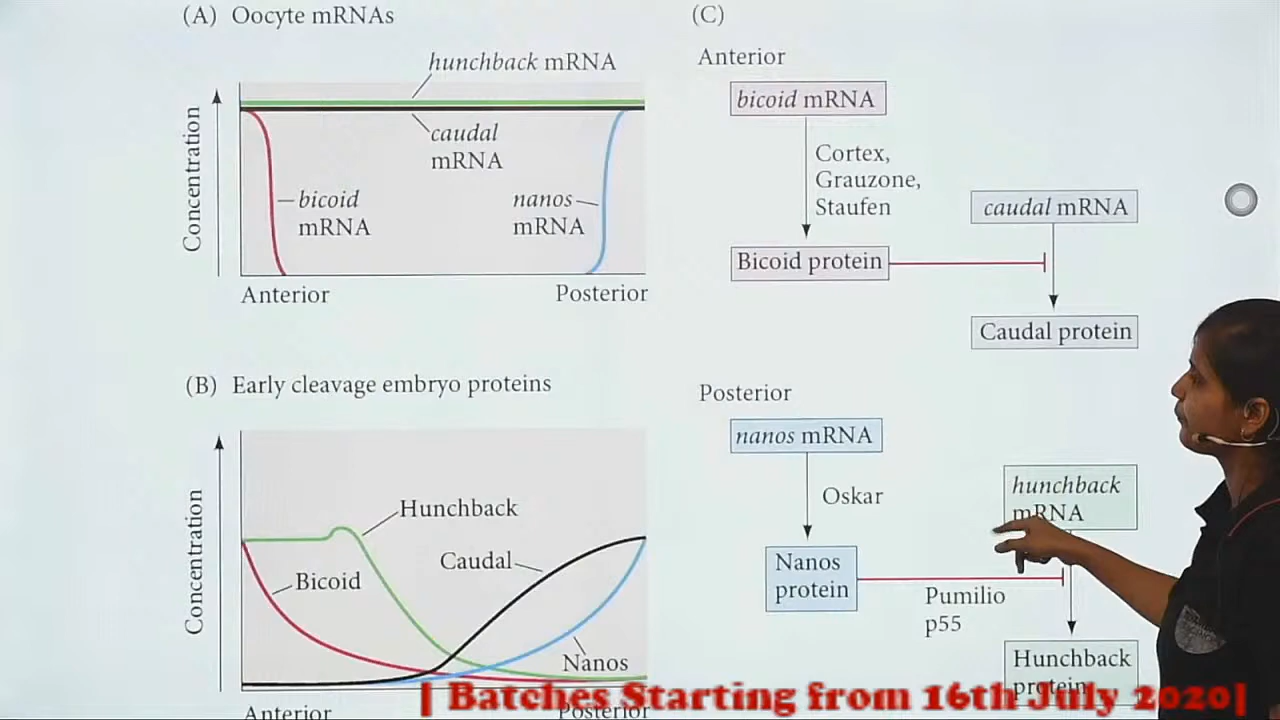 (A) Oocyte mRNAs
hunchback mRNA
caudal
mRNA
bicoid
mRNA
nanos
mRNA
Concentration
Anterior
Posterior
(B) Early cleavage embryo proteins
Hunchback
Caudal
Bicoid
Nanos
Concentration
Anterior
Posterior
(C)
Anterior
bicoid mRNA
Cortex,
Grauzone,
Staufen
caudal mRNA
Bicoid protein
Caudal protein
Posterior
nanos mRNA
Oskar
hunchback
mRNA
Nanos
protein
Pumilio
p55
Hunchback
protein
[ Batches Starting from 16th July 2020]